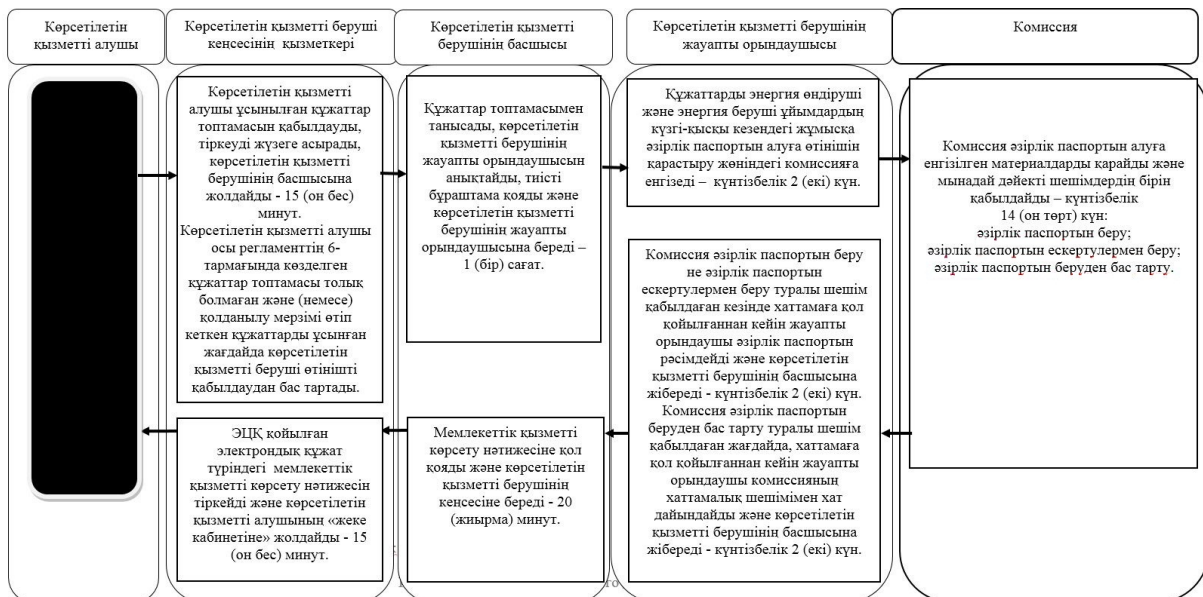 Көрсетілетін
қызметті алушы
Көрсетілетін қызметті беруші
кеңсесінің қызметкері
Көрсетілетін қызметті
берушінің басшысы
Көрсетілетін қызметті берушінің
жауапты орындаушысы
Комиссия
Көрсетілетін қызметті
алушы ұсынылған құжаттар
топтамасын қабылдауды,
тіркеуді жүзеге асырады,
көрсетілетін қызметті
берушінің басшысына
жолдайды - 15 (он бес)
минут.
Көрсетілетін қызметті алушы
осы регламенттің 6-
тармағында көзделген
құжаттар топтамасы толық
болмаған және (немесе)
қолданылу мерзімі өтіп
кеткен құжаттарды ұсынған
жағдайда көрсетілетін
қызметті беруші өтінішті
қабылдаудан бас тартады.
Құжаттар топтамасымен
танысады, көрсетілетін
қызметті берушінің
жауапты орындаушысын
анықтайды, тиісті
бұраштама қояды және
көрсетілетін қызметті
берушінің жауапты
орындаушысына береді –
1 (бір) сағат.
Құжаттарды энергия өндіруші
және энергия беруші ұйымдардың
күзгі-қысқы кезендегі жұмысқа
әзірлік паспортын алуға өтінішін
қарастыру жөніндегі комиссияға
енгізеді – күнтізбелік 2 (екі) күн.
Комиссия әзірлік паспортын алуға
енгізілген материалдарды қарайды және
мынадай дәйекті шешімдердің бірін
қабылдайды – күнтізбелік
14 (он төрт) күн:
әзірлік паспортын беру;
әзірлік паспортын ескертулермен беру;
әзірлік паспортын беруден бас тарту.
Комиссия әзірлік паспортын беру
не әзірлік паспортын
ескертулермен беру туралы шешім
қабылдаған кезінде хаттамаға қол
қойылғаннан кейін жауапты
орындаушы әзірлік паспортын
рәсімдейді және көрсетілетін
қызметті берушінің басшысына
жібереді - күнтізбелік 2 (екі) күн.
Комиссия әзірлік паспортын
беруден бас тарту туралы шешім
қабылдаған жағдайда, хаттамаға
қол қойылғаннан кейін жауапты
орындаушы комиссияның
хаттамалық шешімімен хат
дайындайды және көрсетілетін
қызметті берушінің басшысына
жібереді - күнтізбелік 2 (екі) күн.
Мемлекеттік қызметті
көрсету нәтижесіне қол
қояды және көрсетілетін
қызметті берушінің
кеңсесіне береді - 20
(жиырма) минут.
ЭЦҚ қойылған
электрондық құжат
түріндегі мемлекеттік
қызметті көрсету нәтижесін
тіркейді және көрсетілетін
қызметті алушының «жеке
кабинетіне» жолдайды - 15
(он бес) минут.